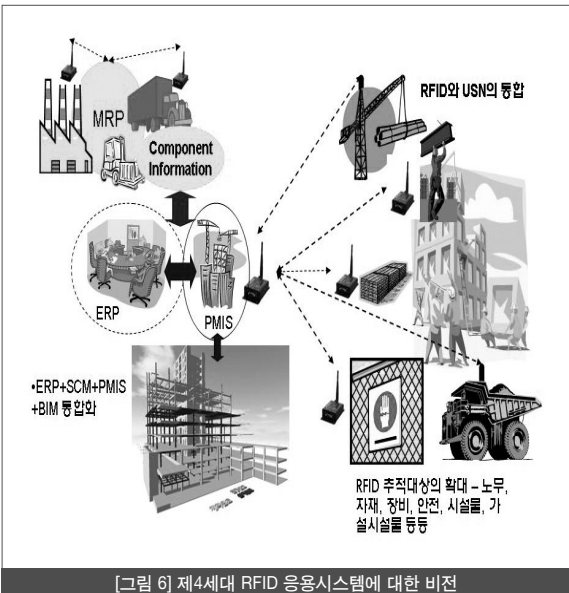 MRP
Component
Information
RFID와 USN의 통합
ERP
PMIS
•ERP+SCM+PMIS
+BIM 통합화
RFID 추적대상의 확대 – 노무,
자재, 장비, 안전, 시설물, 가
설시설물 등등
[그림 6] 제4세대 RFID 응용시스템에 대한 비전